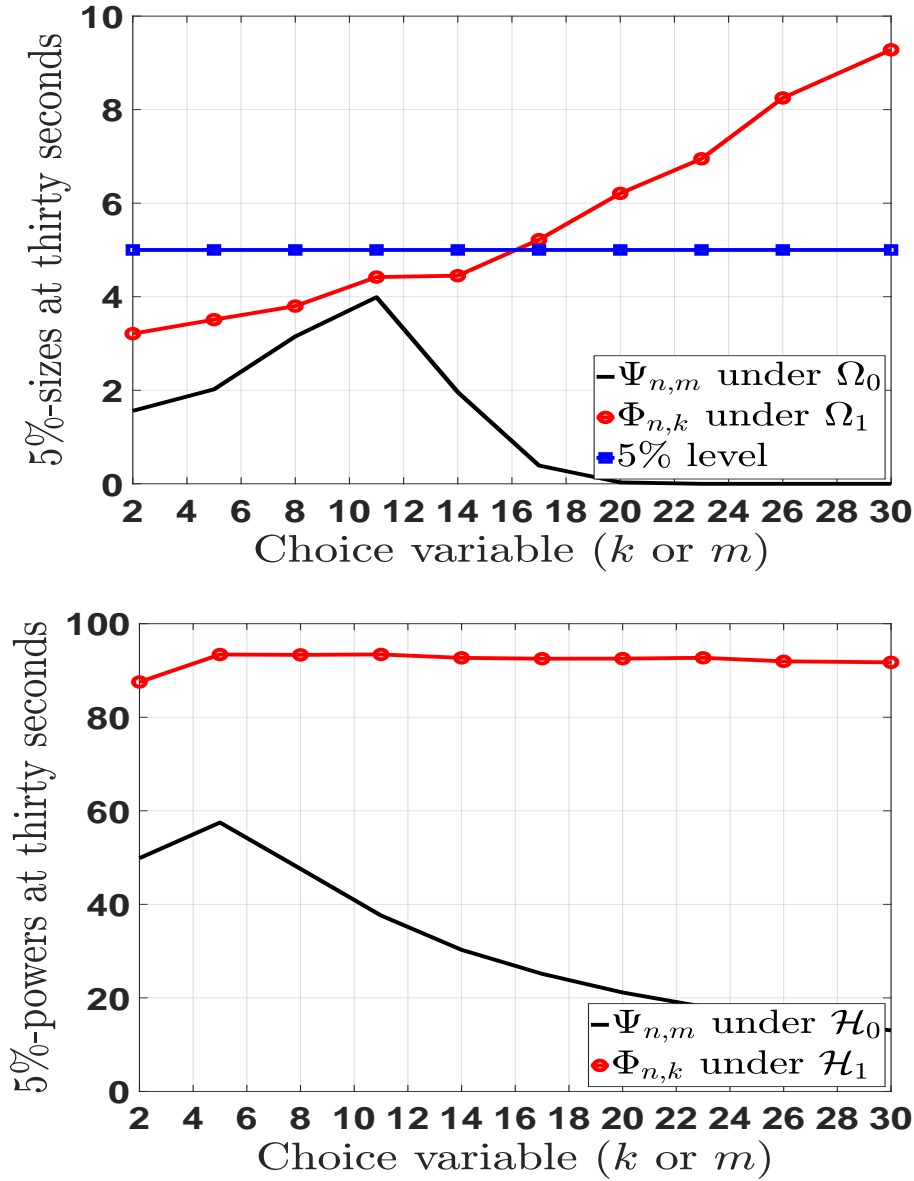 5%-sizes at thirty seconds
10
8
6
4
2
0
Ψn,m under Ω0
Φn,k under Ω1
5% level
2 4 6 8 10 12 14 16 18 20 22 24 26 28 30
Choice variable (k or m)
5%-powers at thirty seconds
100
80
60
40
20
0
Ψn,m under ℋ0
Φn,k under ℋ1
2 4 6 8 10 12 14 16 18 20 22 24 26 28 30
Choice variable (k or m)